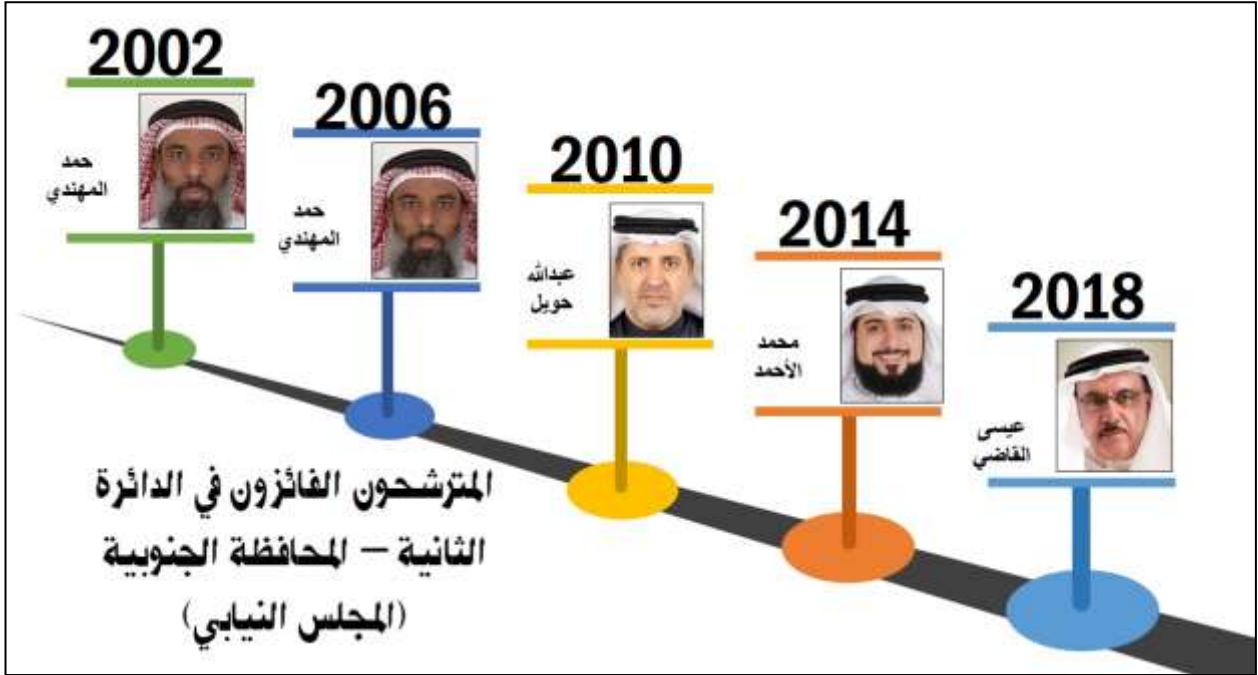 2002
حمد
المهندي
2006
حمد
المهندي
2010
عبدالله
حويل
2014
محمد
الأحمد
2018
عيسى
القاضي
المترشحون الفائزون في الدائرة
الثانية – المحافظة الجنوبية
(المجلس النيابي)